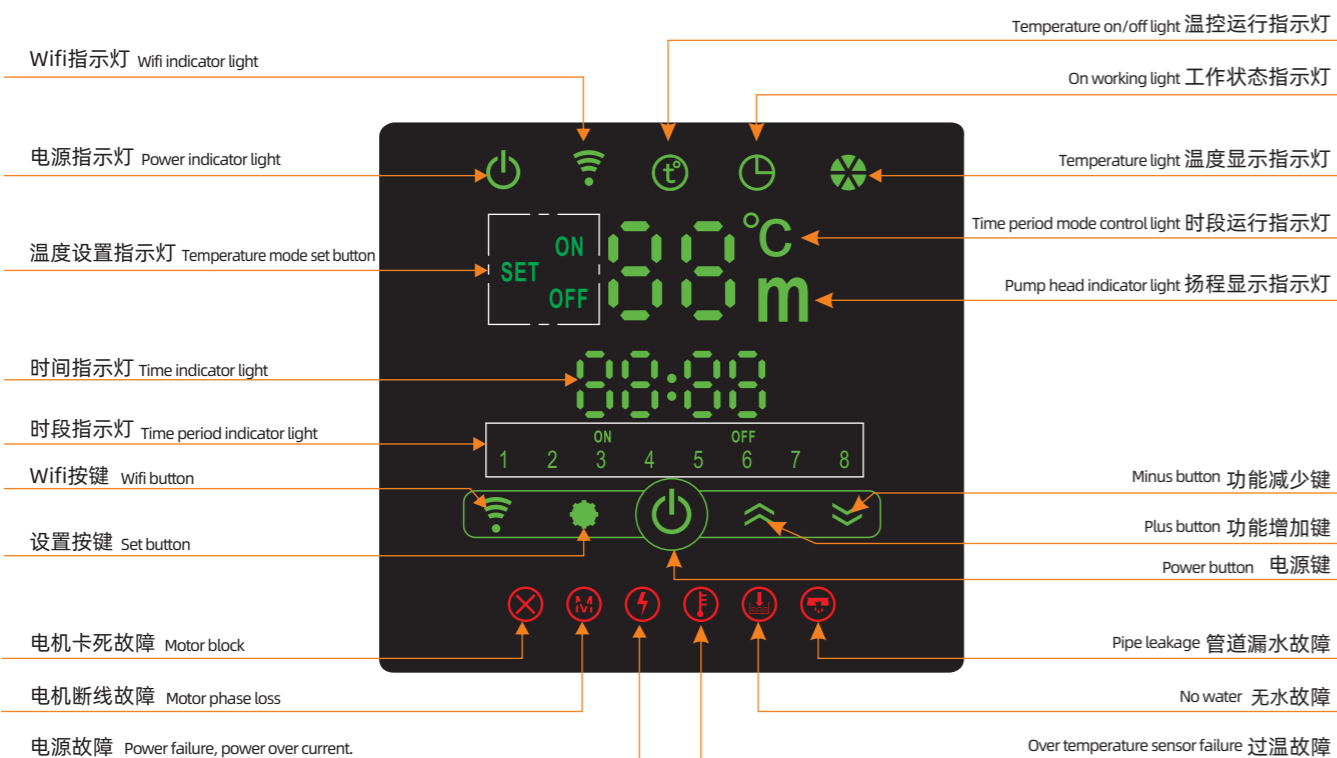 Temperature on/off light 温控运行指示灯
Wifi指示灯 Wifi indicator light
On working light 工作状态指示灯
电源指示灯 Power indicator light
Temperature light 温度显示指示灯
t°
Time period mode control light 时段运行指示灯
88 °C
ON
SET
OFF
温度设置指示灯 Temperature mode set button
m
Pump head indicator light 扬程显示指示灯
时间指示灯 Time indicator light
88:88
时段指示灯 Time period indicator light
ON OFF
1 2 3 4 5 6 7 8
Wifi按键 Wifi button
Minus button 功能减少键
Plus button 功能增加键
设置按键 Set button
Power button 电源键
M
电机卡死故障 Motor block
Pipe leakage 管道漏水故障
电机断线故障 Motor phase loss
No water 无水故障
电源故障 Power failure, power over current.
Over temperature sensor failure 过温故障